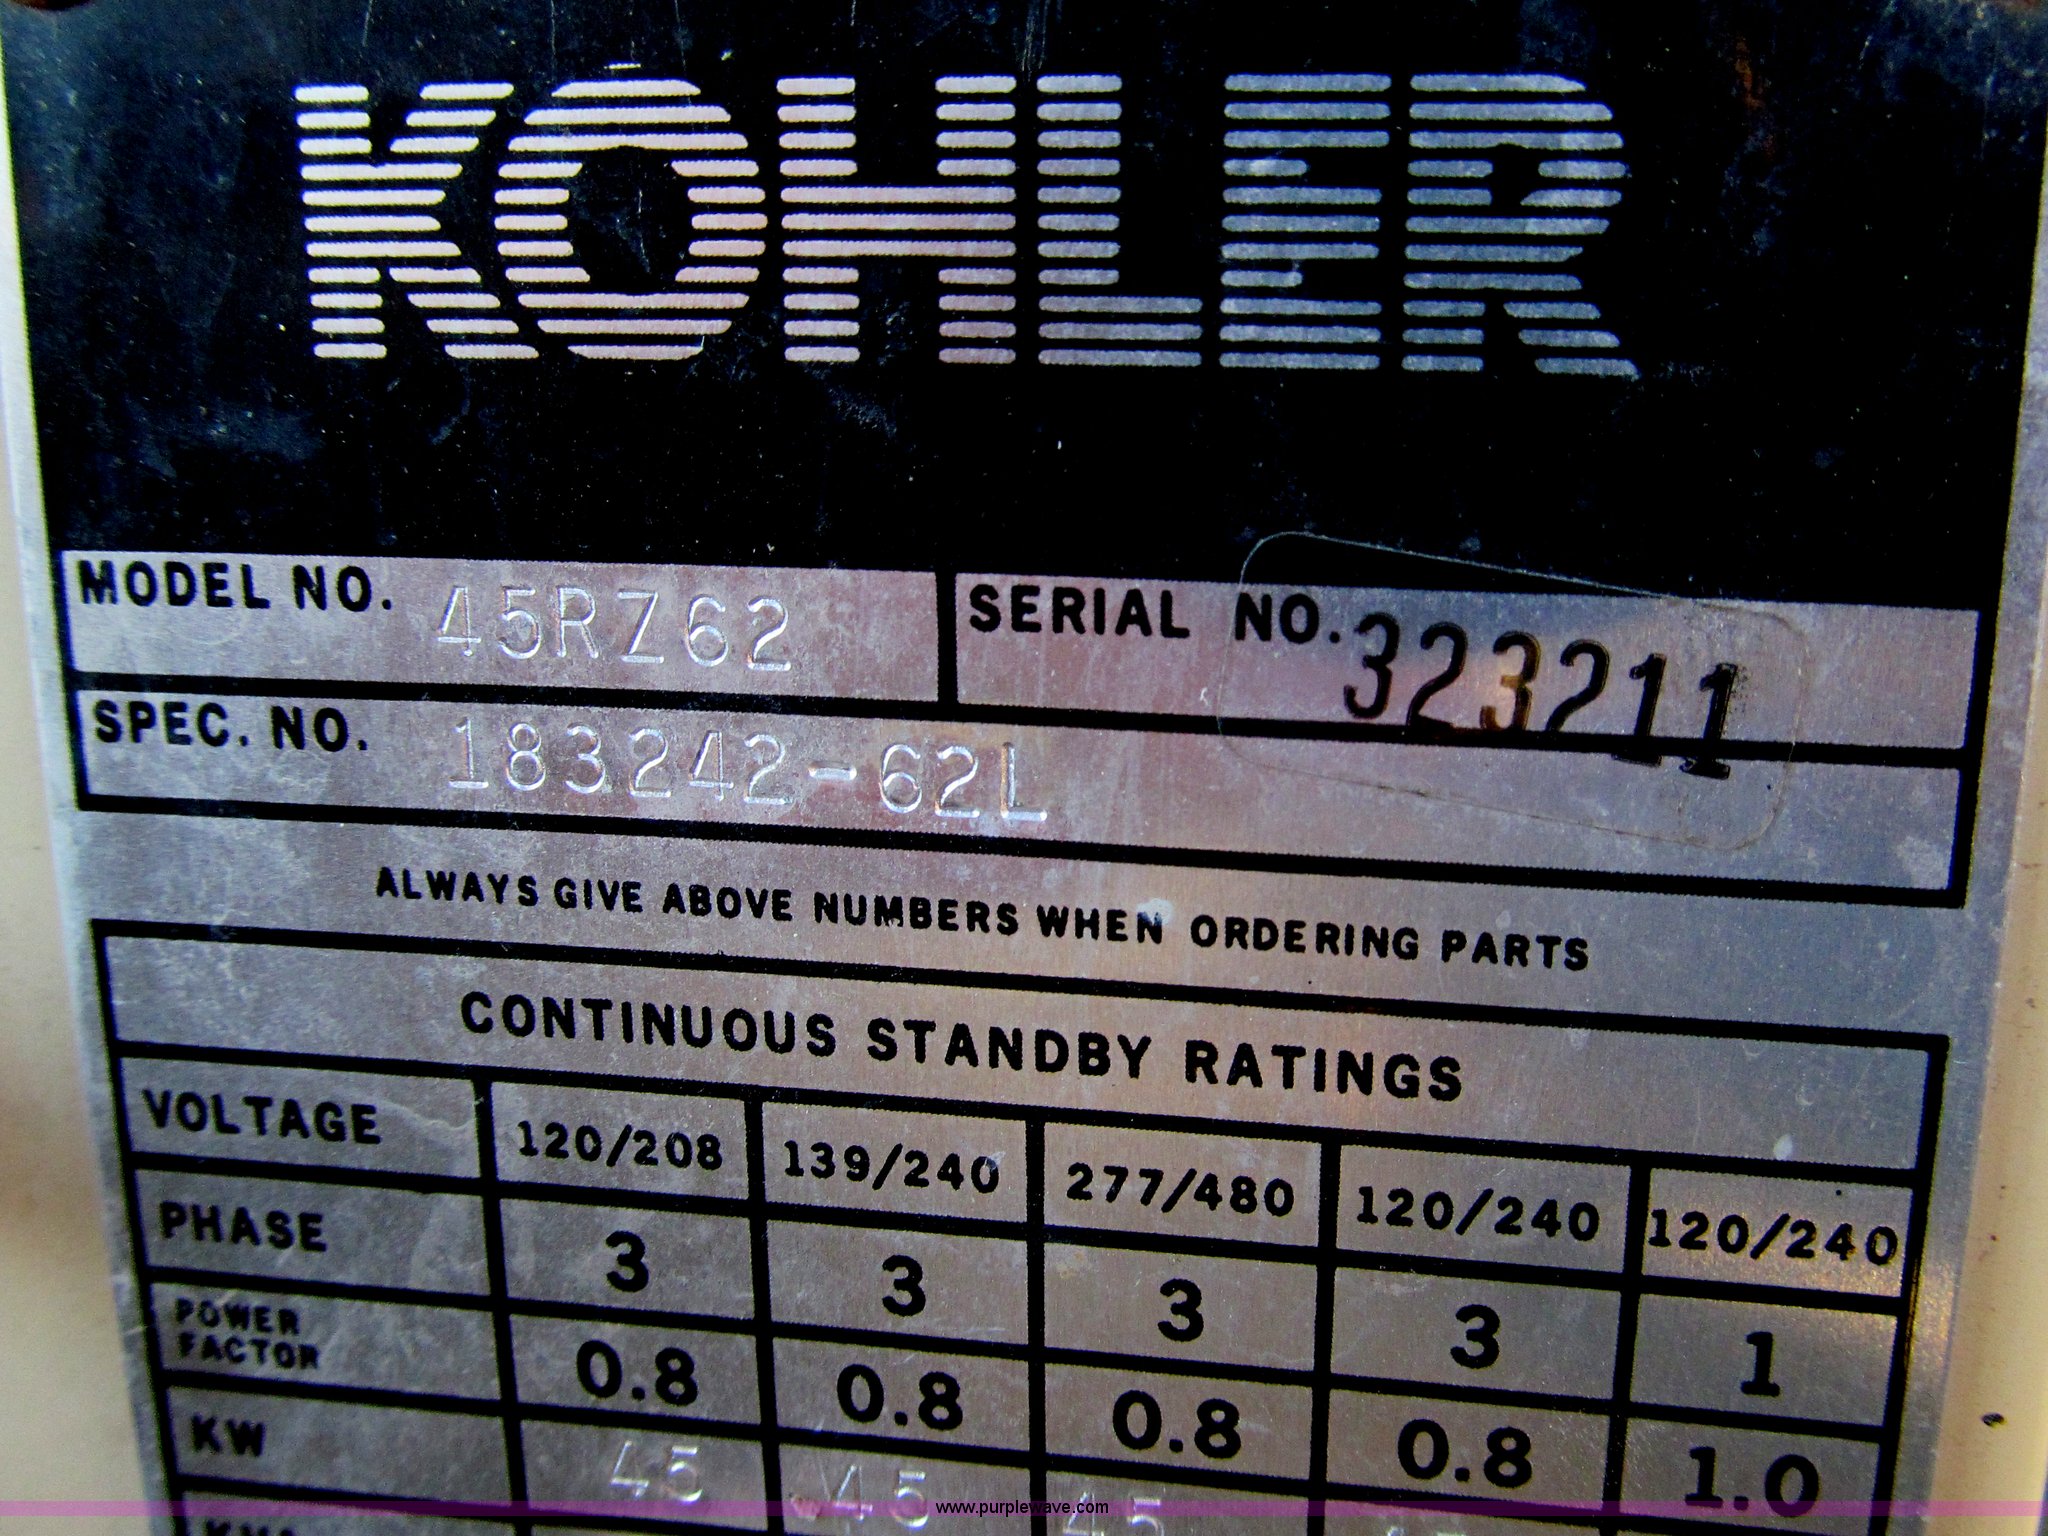 KOHLER
MODEL NO. 45RZ62 SERIAL NO. 323211
SPEC. NO. 183242-62L
ALWAYS GIVE ABOVE NUMBERS WHEN ORDERING PARTS
CONTINUOUS STANDBY RATINGS
VOLTAGE 120/208 139/240 277/480 120/240 120/240
PHASE 3 3 3 3 1
POWER
FACTOR 0.8 0.8 0.8 0.8 1.0
KW 45 45 45
www.purplewave.com